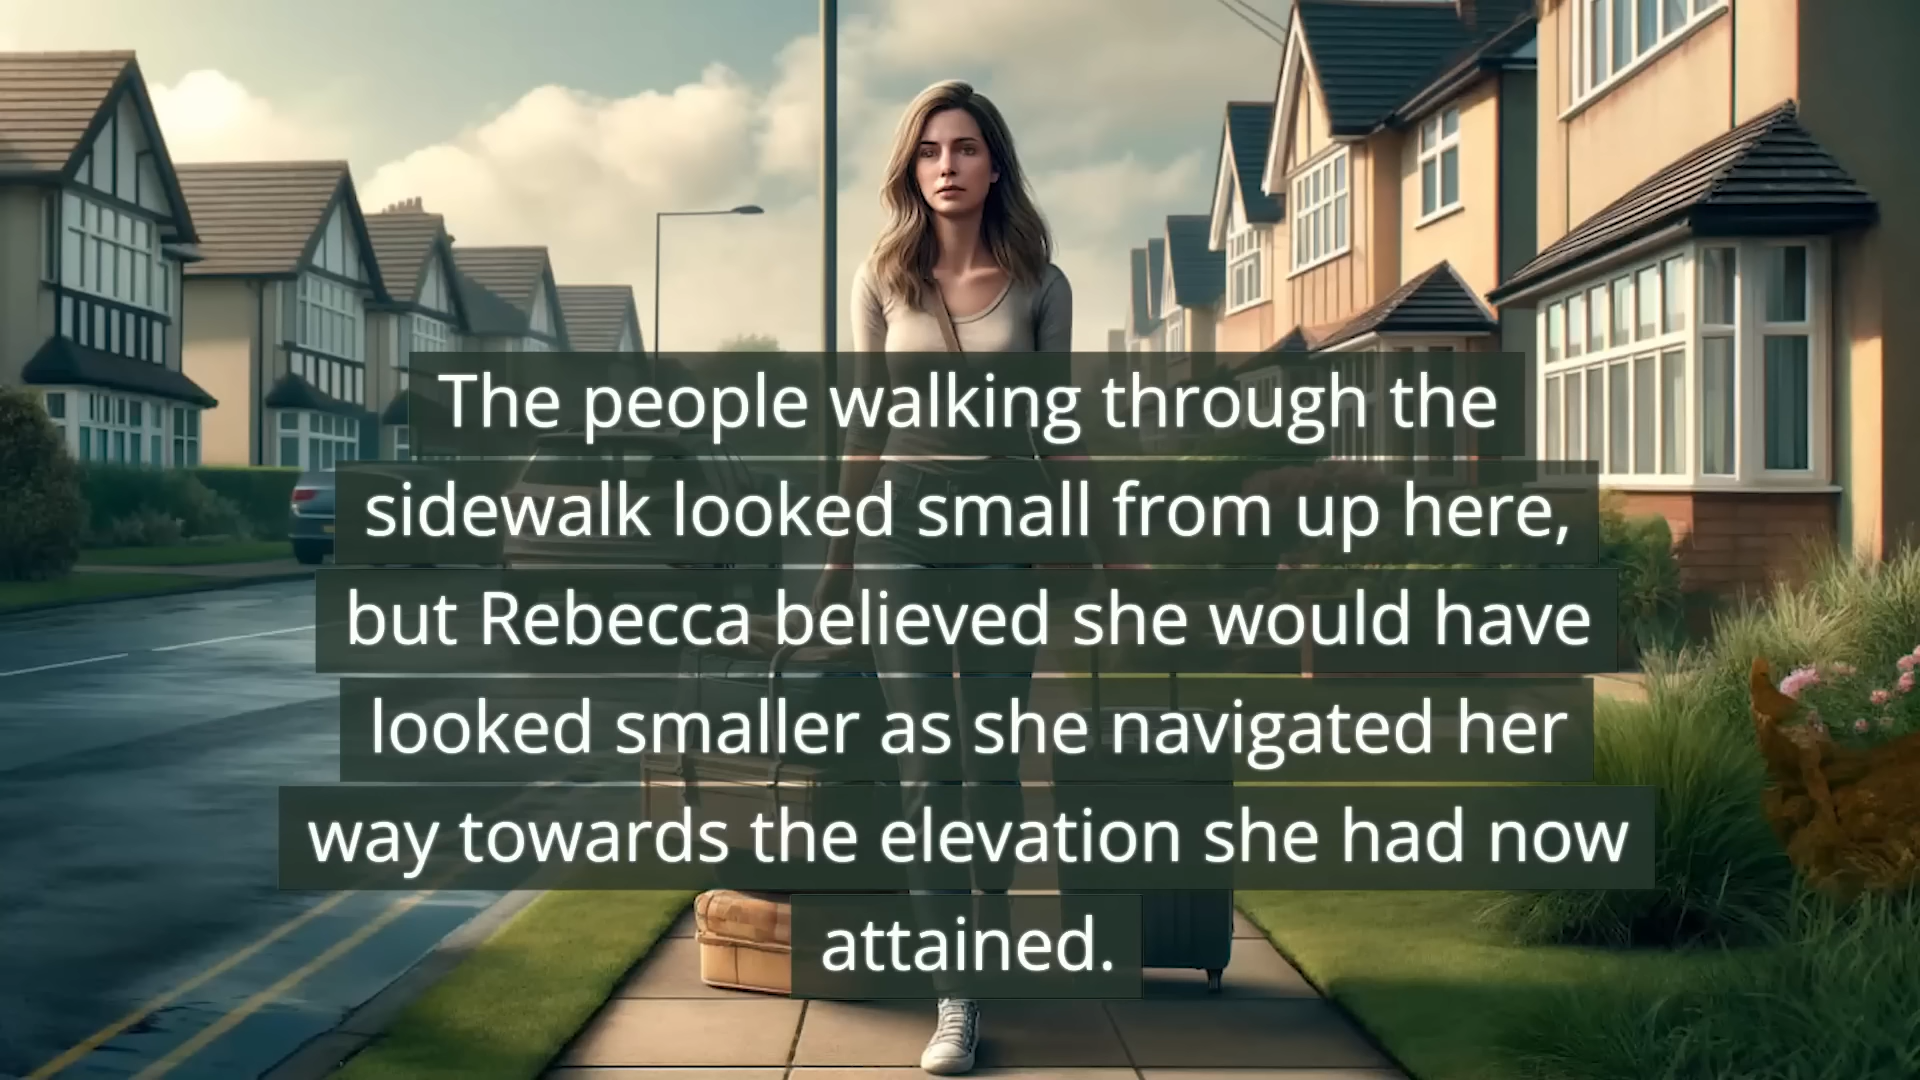 The people walking through the
sidewalk looked small from up here,
but Rebecca believed she would have
looked smaller as she navigated her
way towards the elevation she had now
attained.